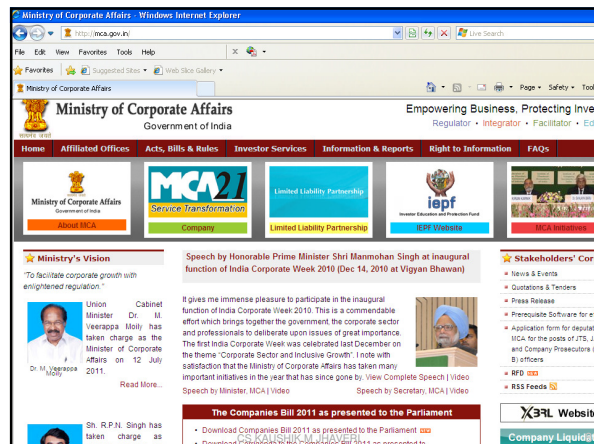 Ministry of Corporate Affairs - Windows Internet Explorer
http://mca.gov.in/
Live Search
File Edit View Favorites Tools Help
Favorites Suggested Sites Web Slice Gallery
Ministry of Corporate Affairs
Page Safety
Ministry of Corporate Affairs
Government of India
Empowering Business, Protecting
Regulator • Integrator • Facilitator •
Home Affiliated Offices Acts, Bills & Rules Investor Services Information & Reports Right to Information FAQs
Ministry of Corporate Affairs
Government of India
About MCA
MCA21
Service Transformation
Company
Limited Liability Partnership
Limited Liability Partnership
iepf
Investor Education and Protection Fund
IEPF Website
MCA Initiatives
Ministry's Vision
"To facilitate corporate growth with
enlightened regulation."
Union Cabinet
Minister Dr. M.
Veerappa Moily has
taken charge as the
Minister of Corporate
Affairs on 12 July
2011.
Dr. M. Veerappa
Moily
Read More...
Sh. R.P.N. Singh has
taken charge as
Speech by Honorable Prime Minister Shri Manmohan Singh at inaugural
function of India Corporate Week 2010 (Dec 14, 2010 at Vigyan Bhawan)
It gives me immense pleasure to participate in the inaugural
function of India Corporate Week 2010. This is a commendable
effort which brings together the government, the corporate sector
and professionals to deliberate upon issues of great importance.
The first India Corporate Week was celebrated last December on
the theme "Corporate Sector and Inclusive Growth". I note with
satisfaction that the Ministry of Corporate Affairs has taken many
important initiatives in the year that has since gone by. View Complete Speech | Video
Speech by Minister, MCA | Video Speech by Secretary, MCA | Video
The Companies Bill 2011 as presented to the Parliament
Download Companies Bill 2011 as presented to the Parliament
CS KAUSHIK M JHAVERI
Stakeholders'
News & Events
Quotations & Tenders
Press Release
Prerequisite Software for
Application form for
MCA for the posts of JTS,
and Company Prosecutors
B) officers
RFD
RSS Feeds
XBRL
Company